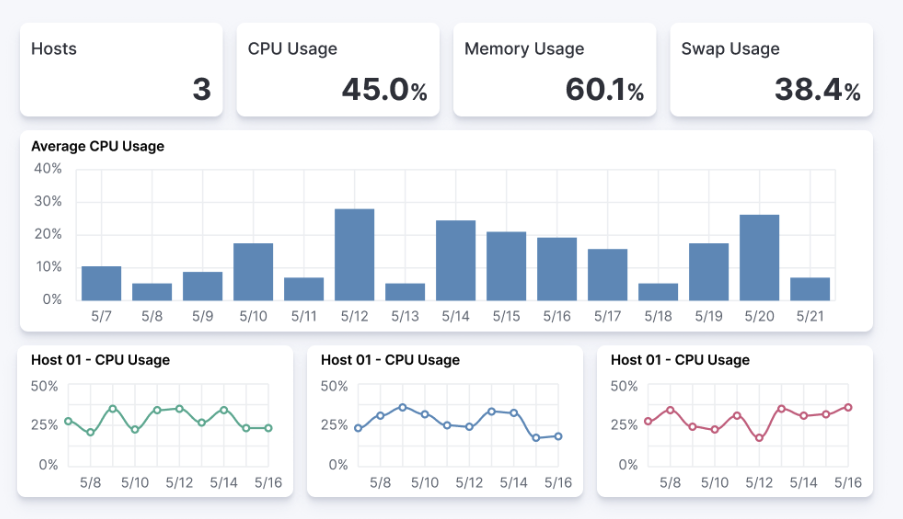 Hosts
3
CPU Usage
45.0%
Memory Usage
60.1%
Swap Usage
38.4%
Average CPU Usage
40%
30%
20%
10%
0%
5/7 5/8 5/9 5/10 5/11 5/12 5/13 5/14 5/15 5/16 5/17 5/18 5/19 5/20 5/21
Host 01 - CPU Usage
50%
25%
0%
5/8 5/10 5/12 5/14 5/16
Host 01 - CPU Usage
50%
25%
0%
5/8 5/10 5/12 5/14 5/16
Host 01 - CPU Usage
50%
25%
0%
5/8 5/10 5/12 5/14 5/16